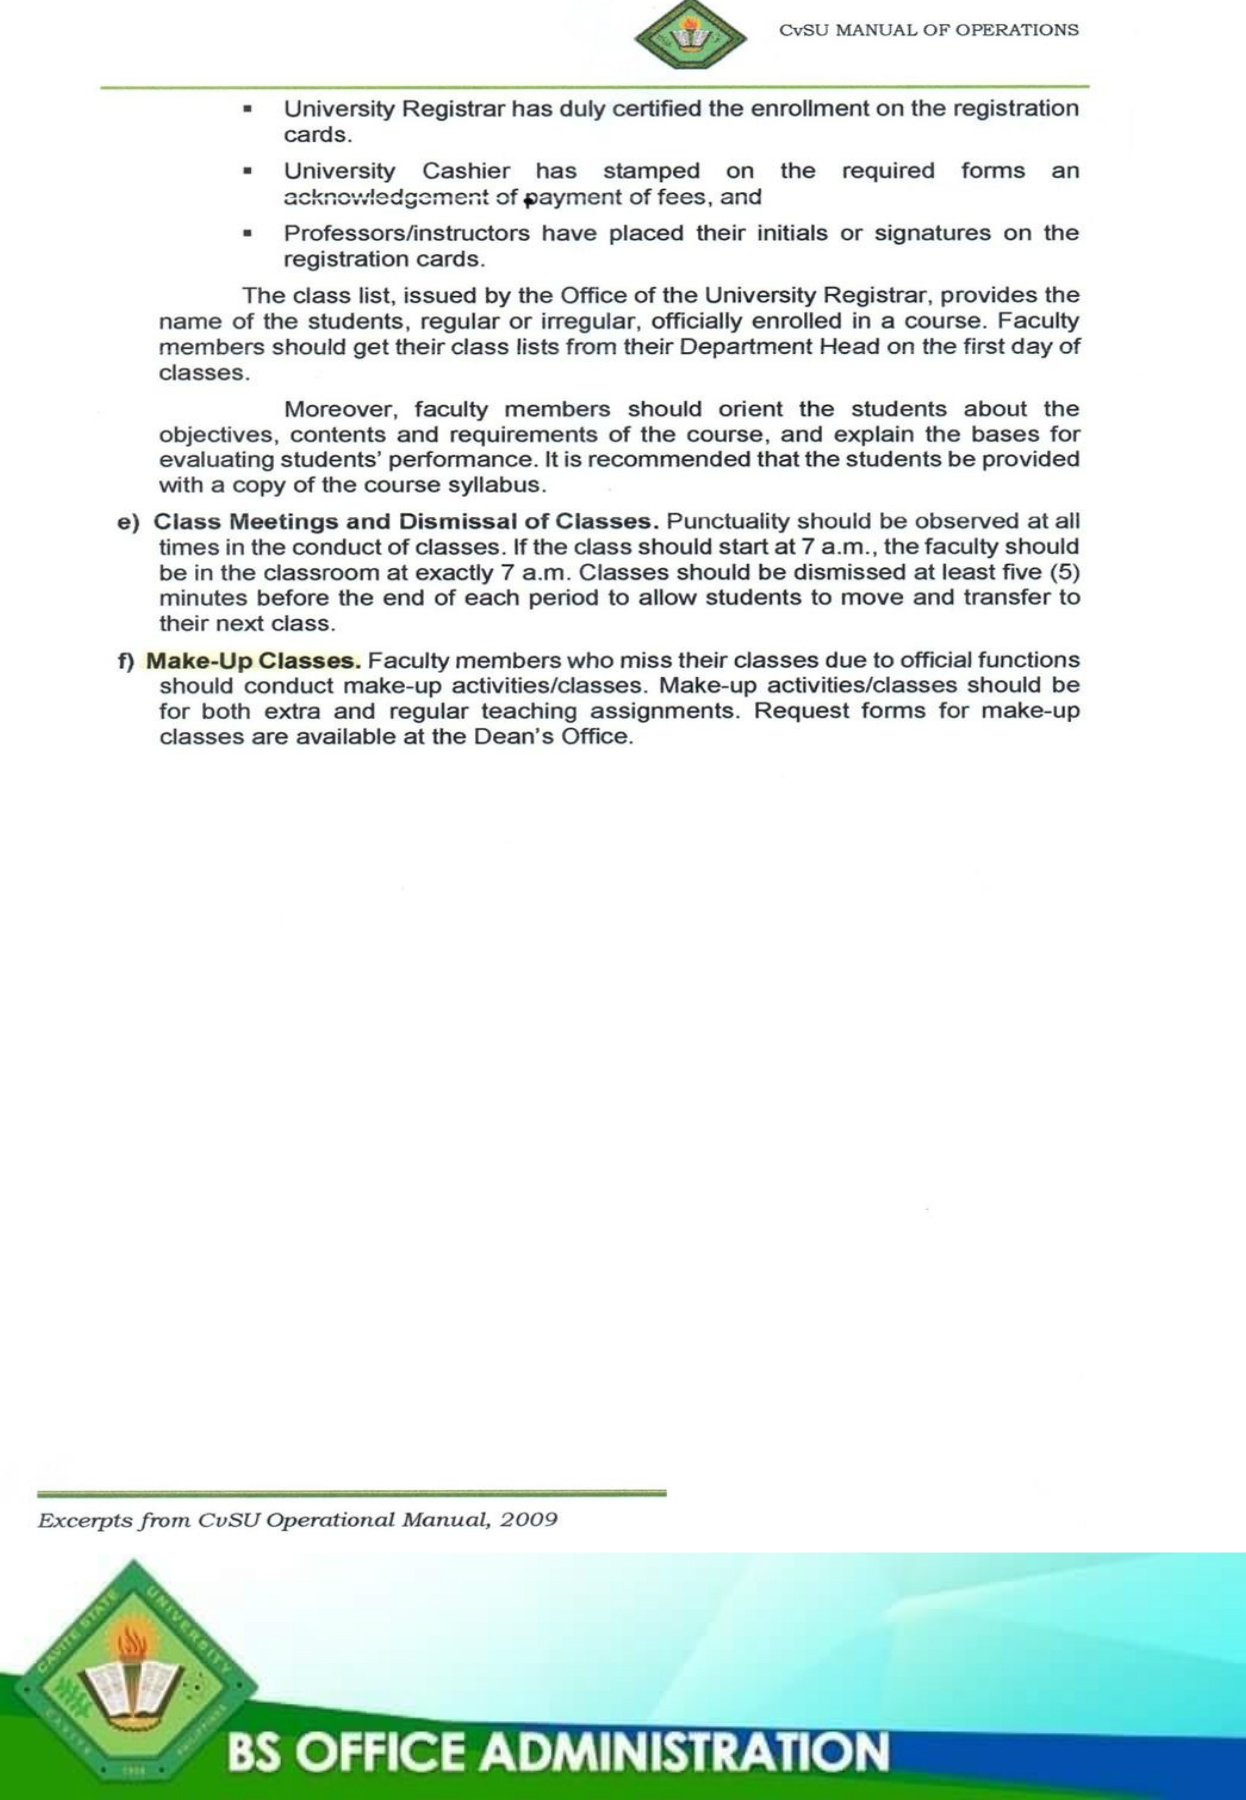 CvSU MANUAL OF OPERATIONS
▪ University Registrar has duly certified the enrollment on the registration
cards.
▪ University Cashier has stamped on the required forms an
acknowledgement of payment of fees, and
▪ Professors/instructors have placed their initials or signatures on the
registration cards.
The class list, issued by the Office of the University Registrar, provides the
name of the students, regular or irregular, officially enrolled in a course. Faculty
members should get their class lists from their Department Head on the first day of
classes.
Moreover, faculty members should orient the students about the
objectives, contents and requirements of the course, and explain the bases for
evaluating students' performance. It is recommended that the students be provided
with a copy of the course syllabus.
e) Class Meetings and Dismissal of Classes. Punctuality should be observed at all
times in the conduct of classes. If the class should start at 7 a.m., the faculty should
be in the classroom at exactly 7 a.m. Classes should be dismissed at least five (5)
minutes before the end of each period to allow students to move and transfer to
their next class.
f) Make-Up Classes. Faculty members who miss their classes due to official functions
should conduct make-up activities/classes. Make-up activities/classes should be
for both extra and regular teaching assignments. Request forms for make-up
classes are available at the Dean's Office.
Excerpts from CvSU Operational Manual, 2009
CAVITE STATE UNIVERSITY
CAVITE PHILIPPINES
BS OFFICE ADMINISTRATION